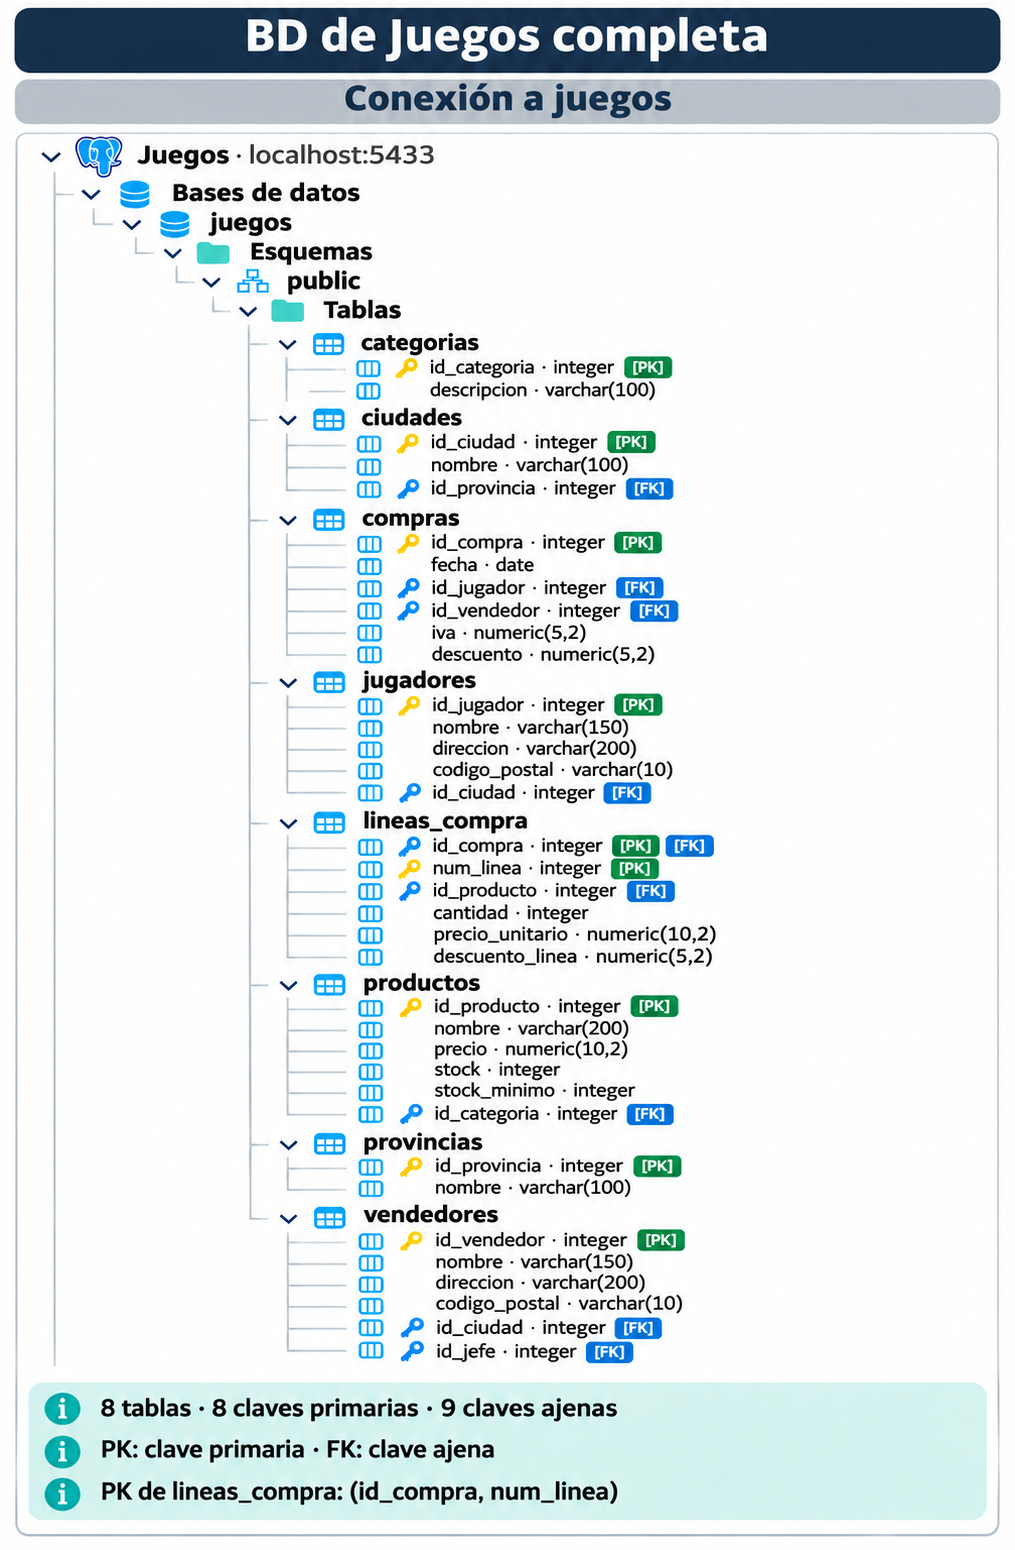 BD de Juegos completa
Conexión a juegos
Juegos · localhost:5433
Bases de datos
juegos
Esquemas
public
Tablas
categorias
id_categoria · integer [PK]
descripcion · varchar(100)
ciudades
id_ciudad · integer [PK]
nombre · varchar(100)
id_provincia · integer [FK]
compras
id_compra · integer [PK]
fecha · date
id_jugador · integer [FK]
id_vendedor · integer [FK]
iva · numeric(5,2)
descuento · numeric(5,2)
jugadores
id_jugador · integer [PK]
nombre · varchar(150)
direccion · varchar(200)
codigo_postal · varchar(10)
id_ciudad · integer [FK]
lineas_compra
id_compra · integer [PK] [FK]
num_linea · integer [PK]
id_producto · integer [FK]
cantidad · integer
precio_unitario · numeric(10,2)
descuento_linea · numeric(5,2)
productos
id_producto · integer [PK]
nombre · varchar(200)
precio · numeric(10,2)
stock · integer
stock_minimo · integer
id_categoria · integer [FK]
provincias
id_provincia · integer [PK]
nombre · varchar(100)
vendedores
id_vendedor · integer [PK]
nombre · varchar(150)
direccion · varchar(200)
codigo_postal · varchar(10)
id_ciudad · integer [FK]
id_jefe · integer [FK]
8 tablas · 8 claves primarias · 9 claves ajenas
PK: clave primaria · FK: clave ajena
PK de lineas_compra: (id_compra, num_linea)